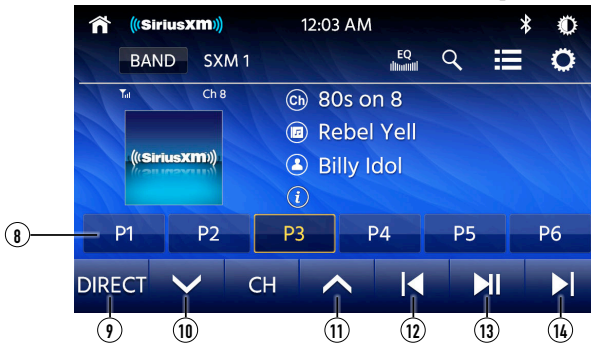 ((SiriusXM)) 12:03 AM
BAND SXM 1 EQ
Ch 8
Ch 80s on 8
Rebel Yell
((SiriusXM)) Billy Idol
i
8 P1 P2 P3 P4 P5 P6
DIRECT CH
9 10 11 12 13 14